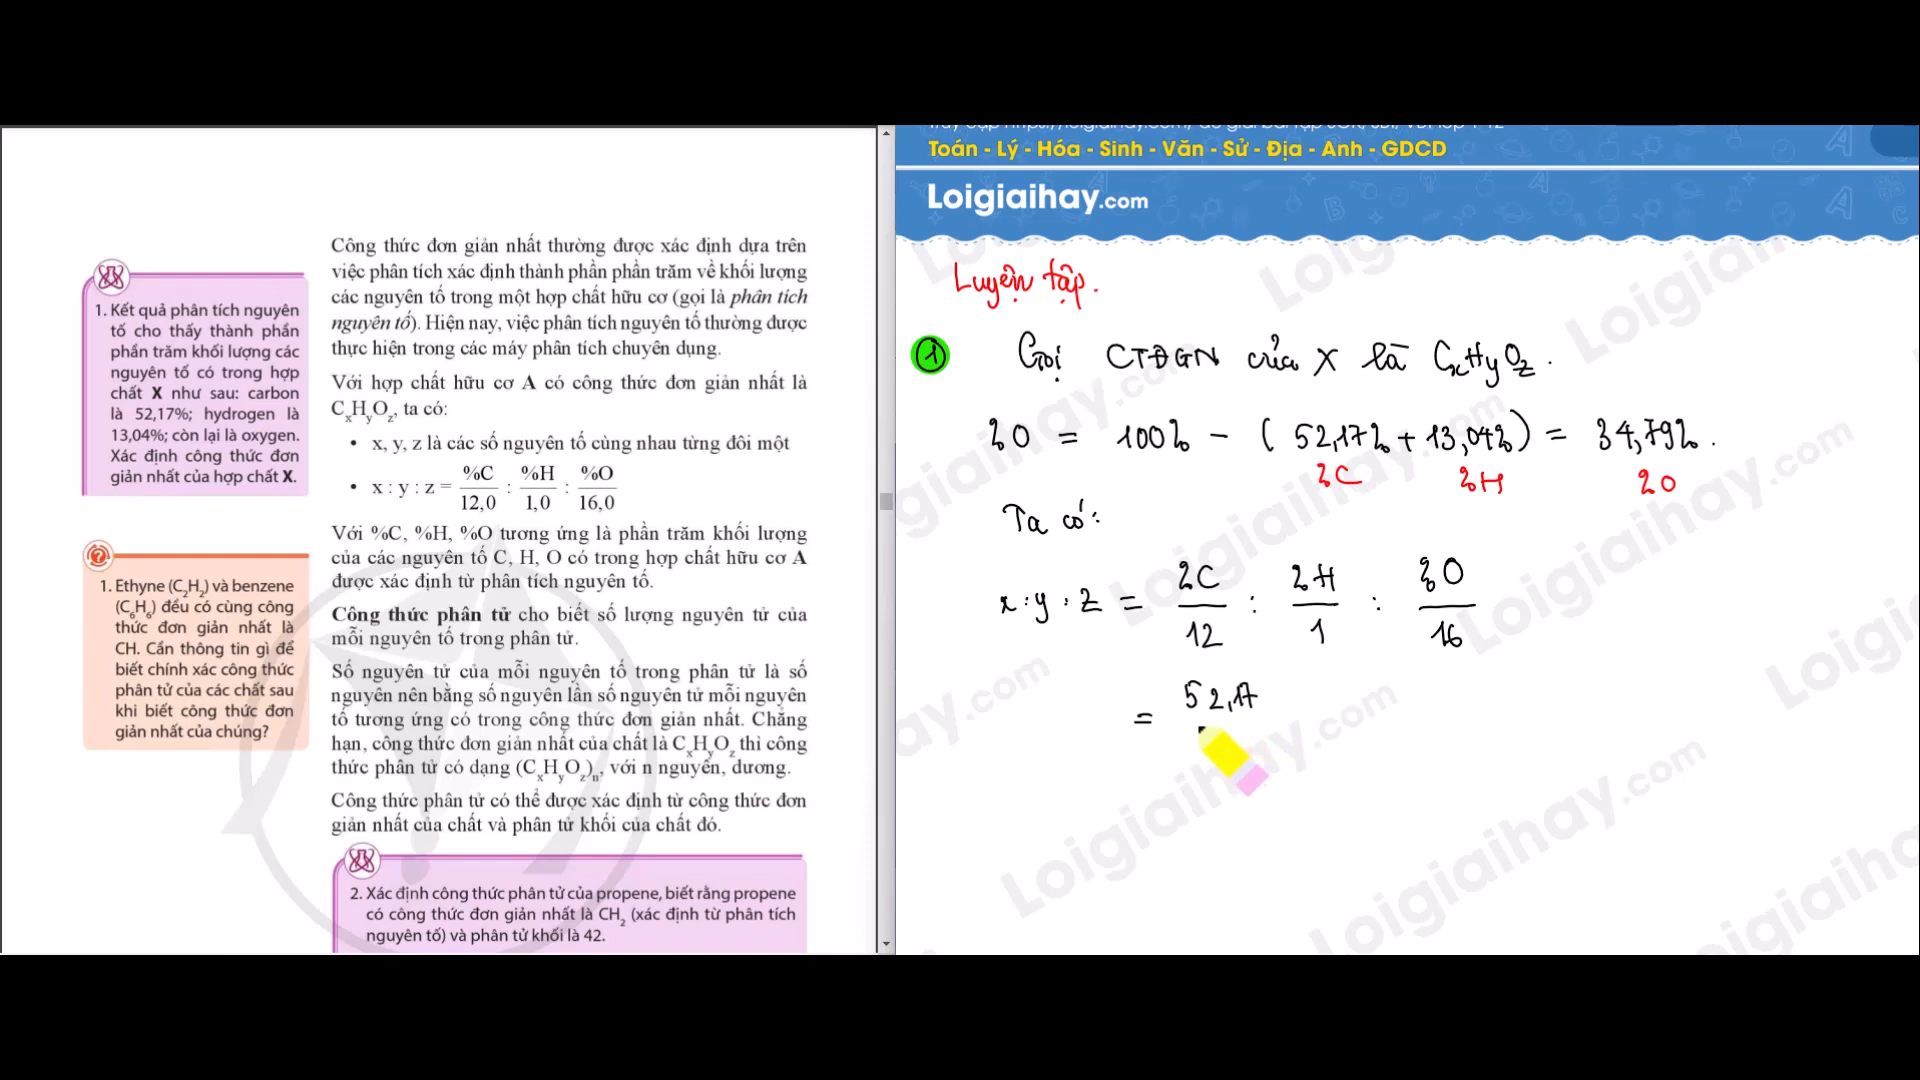 Công thức đơn giản nhất thường được xác định dựa trên
việc phân tích xác định thành phần phần trăm về khối lượng
các nguyên tố trong một hợp chất hữu cơ (gọi là phân tích
nguyên tố). Hiện nay, việc phân tích nguyên tố thường được
thực hiện trong các máy phân tích chuyên dụng.
Với hợp chất hữu cơ A có công thức đơn giản nhất là
CxHyOz, ta có:
• x, y, z là các số nguyên tố cùng nhau từng đôi một
• x : y : z = %C/12,0 : %H/1,0 : %O/16,0
Với %C, %H, %O tương ứng là phần trăm khối lượng
của các nguyên tố C, H, O có trong hợp chất hữu cơ A
được xác định từ phân tích nguyên tố.
Công thức phân tử cho biết số lượng nguyên tử của
mỗi nguyên tố trong phân tử.
Số nguyên tử của mỗi nguyên tố trong phân tử là số
nguyên nên bằng số nguyên lần số nguyên tử mỗi nguyên
tố tương ứng có trong công thức đơn giản nhất. Chẳng
hạn, công thức đơn giản nhất của chất là CxHyOz thì công
thức phân tử có dạng (CxHyOz)n, với n nguyên, dương.
Công thức phân tử có thể được xác định từ công thức đơn
giản nhất của chất và phân tử khối của chất đó.
1. Kết quả phân tích nguyên
tố cho thấy thành phần
phần trăm khối lượng các
nguyên tố có trong hợp
chất X như sau: carbon
là 52,17%; hydrogen là
13,04%; còn lại là oxygen.
Xác định công thức đơn
giản nhất của hợp chất X.
1. Ethyne (C2H2) và benzene
(C6H6) đều có cùng công
thức đơn giản nhất là
CH. Cần thông tin gì để
biết chính xác công thức
phân tử của các chất sau
khi biết công thức đơn
giản nhất của chúng?
2. Xác định công thức phân tử của propene, biết rằng propene
có công thức đơn giản nhất là CH2 (xác định từ phân tích
nguyên tố) và phân tử khối là 42.
Toán - Lý - Hóa - Sinh - Văn - Sử - Địa - Anh - GDCD
Loigiaihay.com
Luyện tập.
1 Gọi CTĐGN của X là CxHyOz.
%O = 100% - (52,17% + 13,04%) = 34,79%.
%C %H %O
Ta có:
x : y : z = %C/12 : %H/1 : %O/16
= 52,17